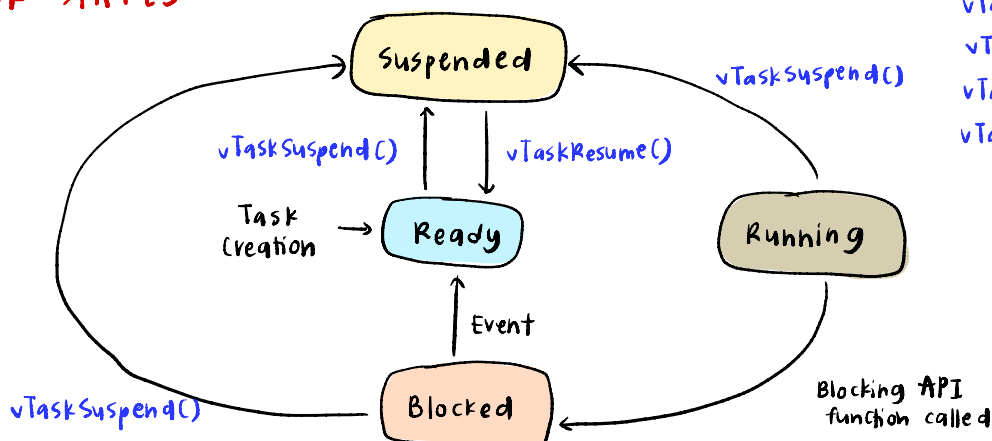 Suspended
vTaskSuspend()
vTaskSuspend()
vTaskResume()
Task
Creation
Ready
Running
Event
Blocked
vTaskSuspend()
Blocking API
function called